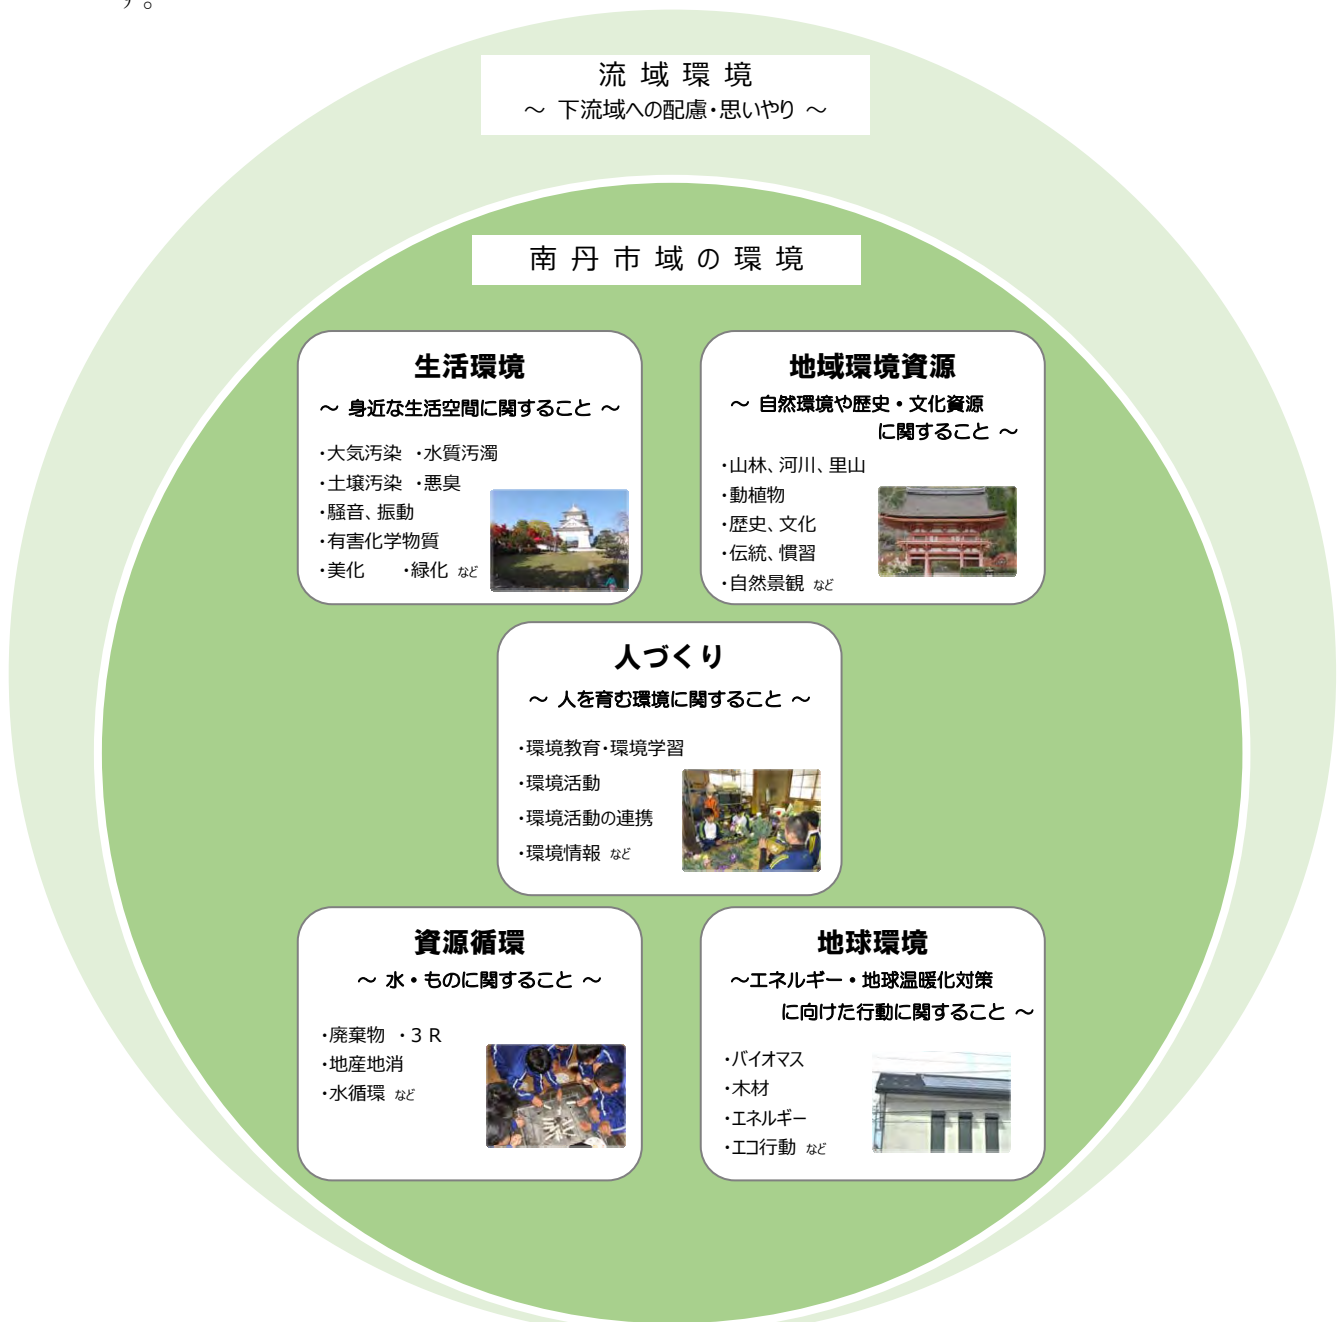 す。
流域環境
～ 下流域への配慮・思いやり ～
南丹市域の環境
生活環境
～ 身近な生活空間に関すること ～
・大気汚染 ・水質汚濁
・土壌汚染 ・悪臭
・騒音、振動
・有害化学物質
・美化 ・緑化 など
地域環境資源
～ 自然環境や歴史・文化資源
に関すること ～
・山林、河川、里山
・動植物
・歴史、文化
・伝統、慣習
・自然景観 など
人づくり
～ 人を育む環境に関すること ～
・環境教育・環境学習
・環境活動
・環境活動の連携
・環境情報 など
資源循環
～ 水・ものに関すること ～
・廃棄物 ・３Ｒ
・地産地消
・水循環 など
地球環境
～エネルギー・地球温暖化対策
に向けた行動に関すること ～
・バイオマス
・木材
・エネルギー
・エコ行動 など